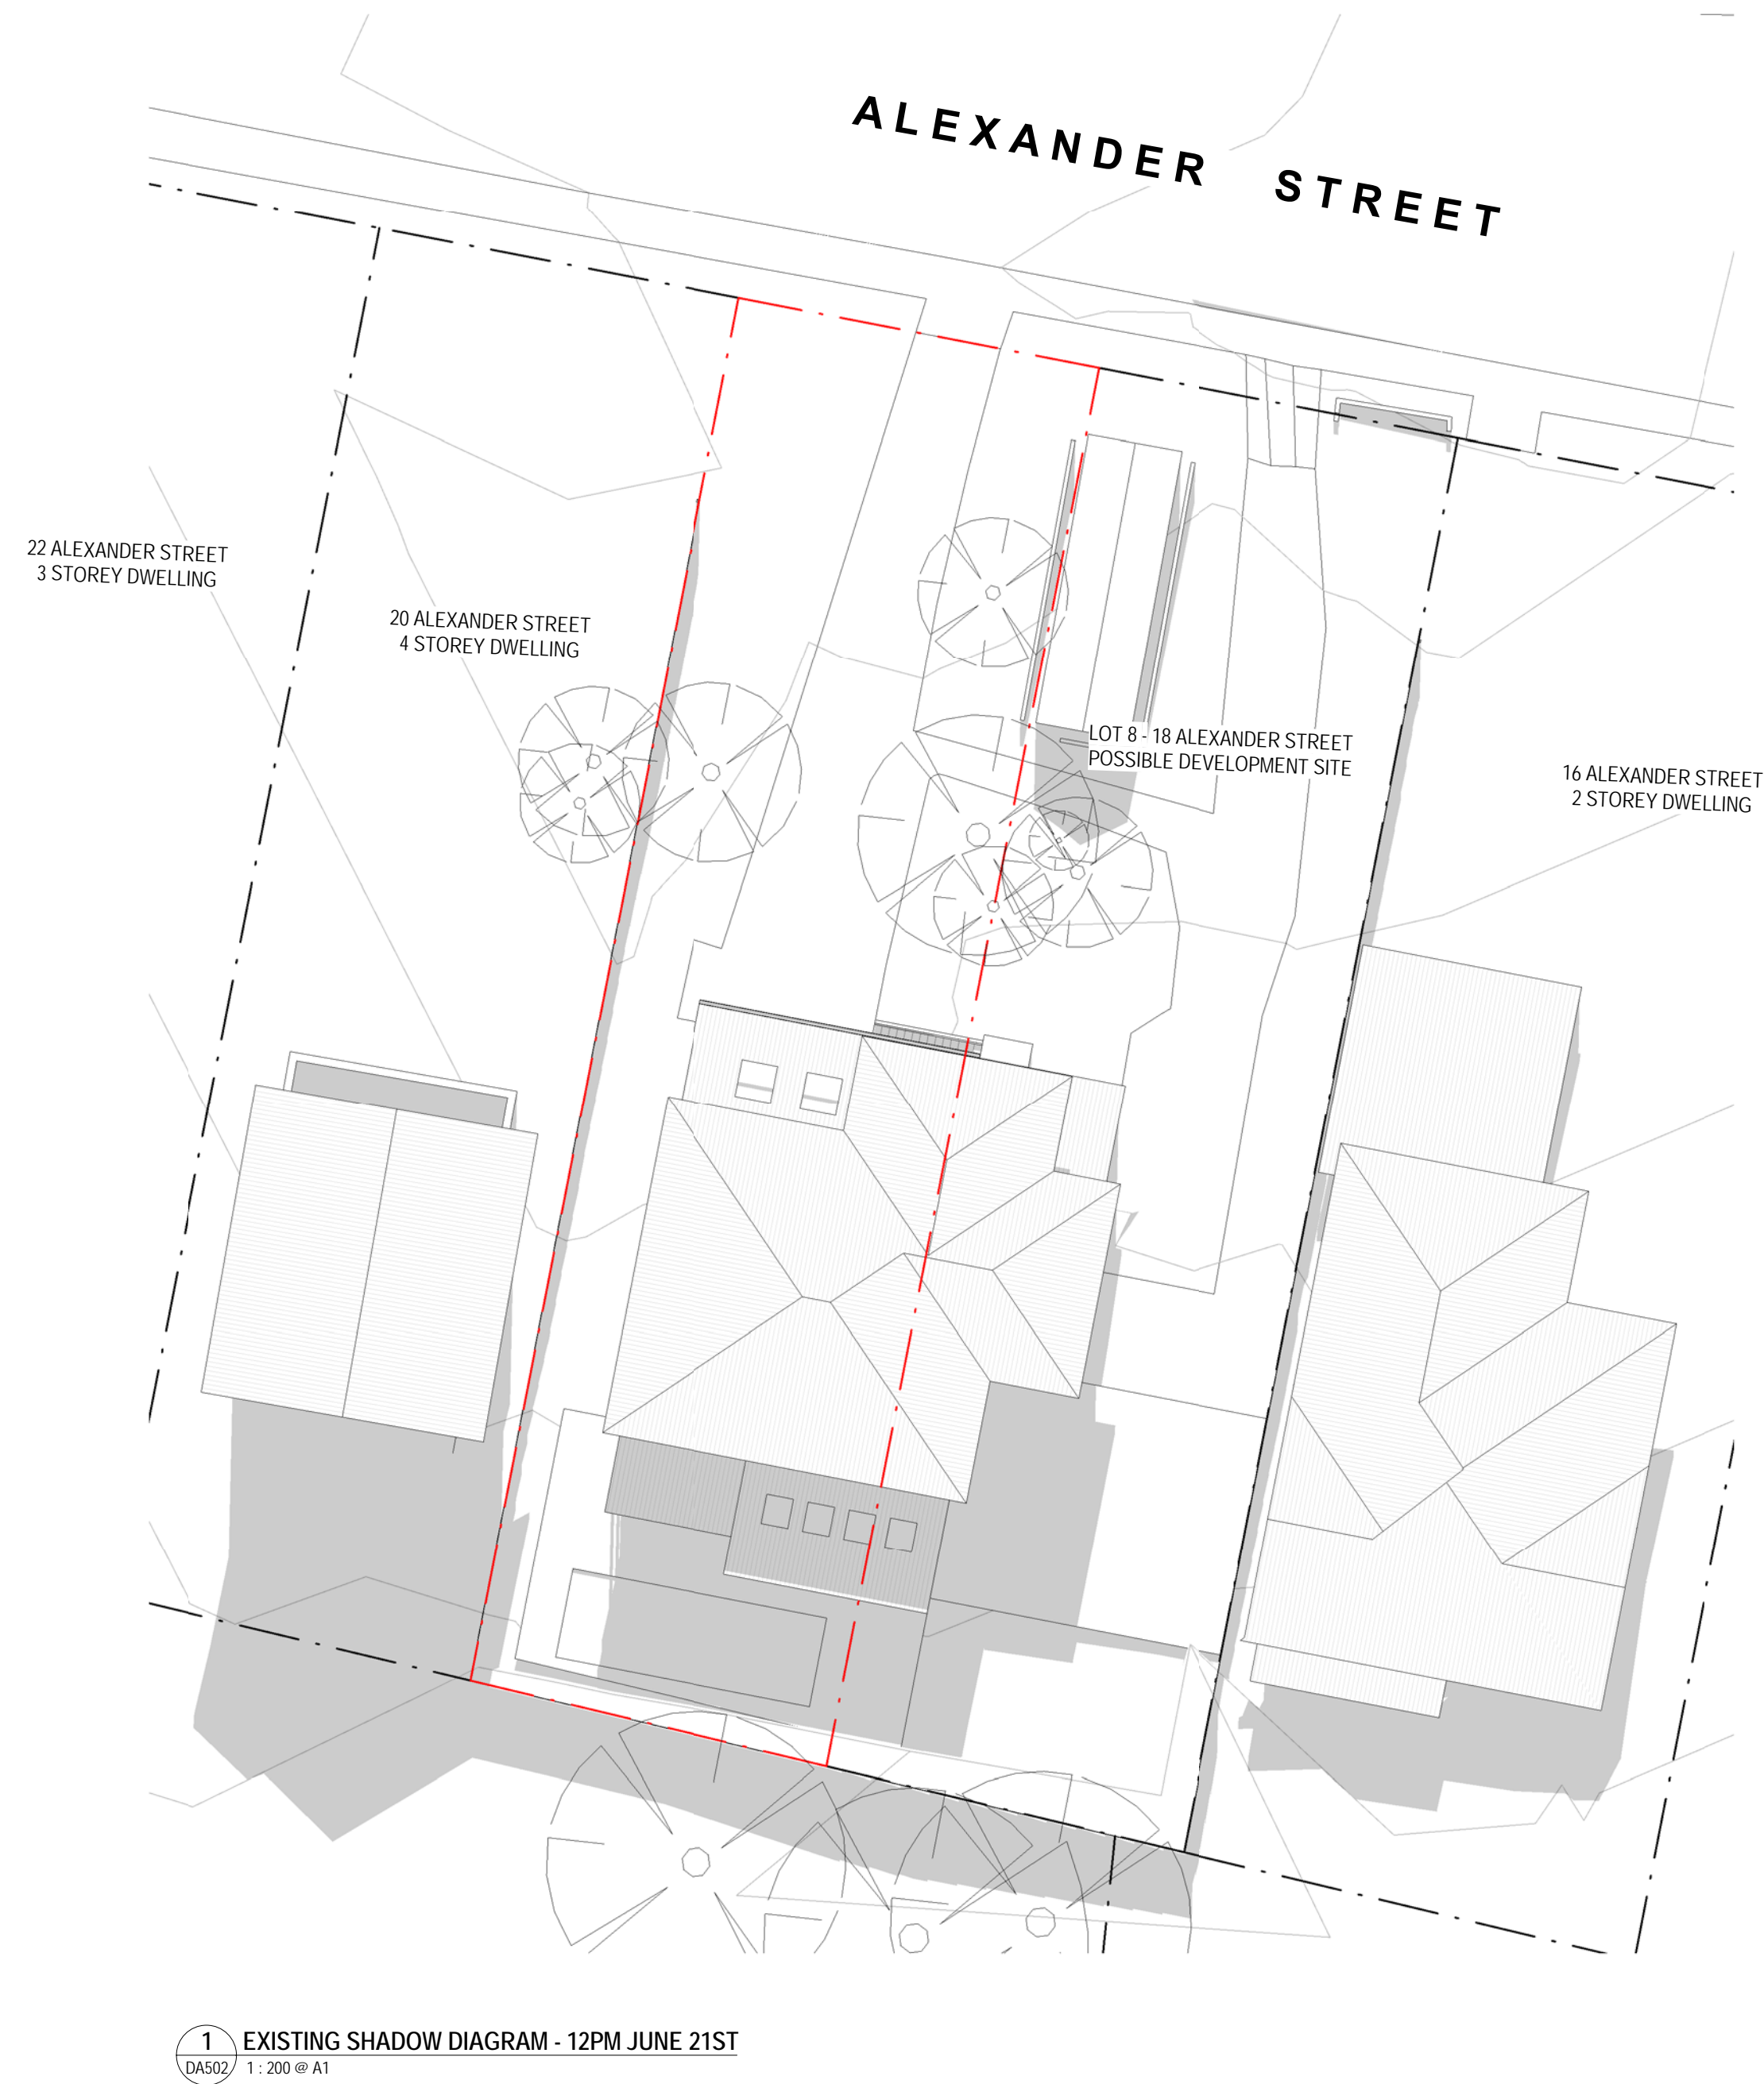 ALEXANDER STREET
22 ALEXANDER STREET
3 STOREY DWELLING
20 ALEXANDER STREET
4 STOREY DWELLING
LOT 8 - 18 ALEXANDER STREET
POSSIBLE DEVELOPMENT SITE
16 ALEXANDER STREET
2 STOREY DWELLING
1 EXISTING SHADOW DIAGRAM - 12PM JUNE 21ST
DA502 1 : 200 @ A1